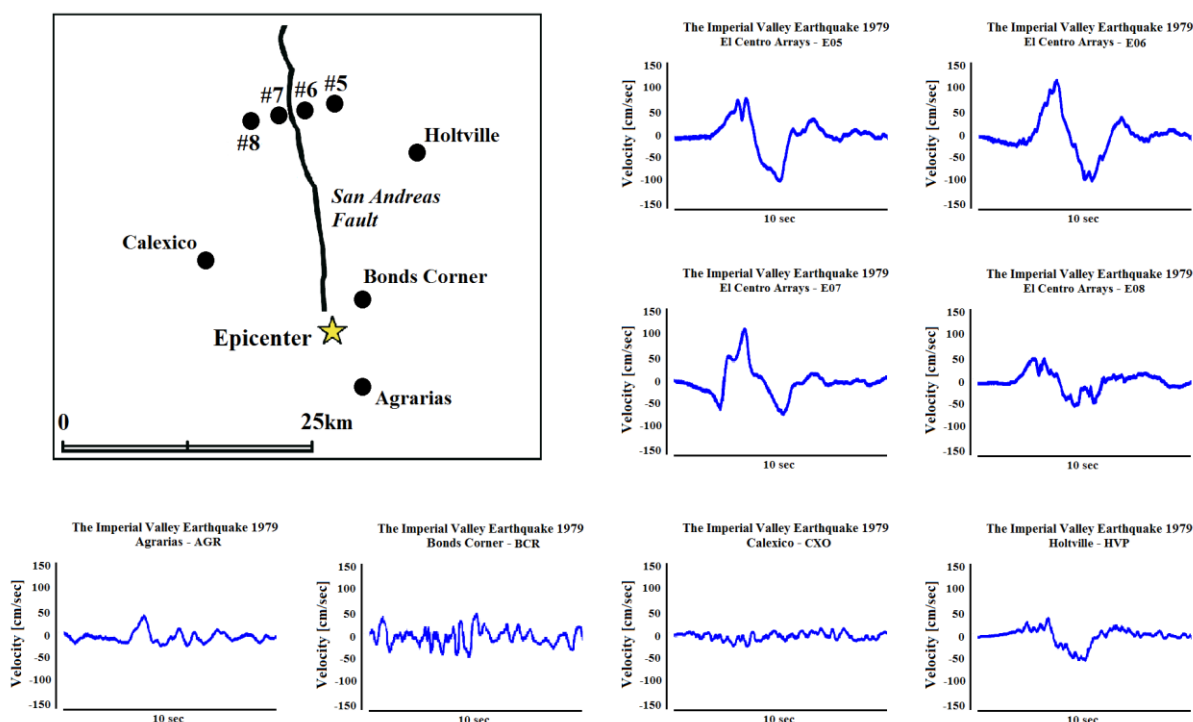 #5
#6
#7
#8
Holtville
San Andreas
Fault
Calexico
Bonds Corner
Epicenter
Agrarias
0
25km
The Imperial Valley Earthquake 1979
El Centro Arrays - E05
150
100
50
0
-50
-100
-150
Velocity [cm/sec]
10 sec
The Imperial Valley Earthquake 1979
El Centro Arrays - E06
150
100
50
0
-50
-100
-150
Velocity [cm/sec]
10 sec
The Imperial Valley Earthquake 1979
El Centro Arrays - E07
150
100
50
0
-50
-100
-150
Velocity [cm/sec]
10 sec
The Imperial Valley Earthquake 1979
El Centro Arrays - E08
150
100
50
0
-50
-100
-150
Velocity [cm/sec]
10 sec
The Imperial Valley Earthquake 1979
Agrarias - AGR
150
100
50
0
-50
-100
-150
Velocity [cm/sec]
10 sec
The Imperial Valley Earthquake 1979
Bonds Corner - BCR
150
100
50
0
-50
-100
-150
Velocity [cm/sec]
10 sec
The Imperial Valley Earthquake 1979
Calexico - CXO
150
100
50
0
-50
-100
-150
Velocity [cm/sec]
10 sec
The Imperial Valley Earthquake 1979
Holtville - HVP
150
100
50
0
-50
-100
-150
Velocity [cm/sec]
10 sec